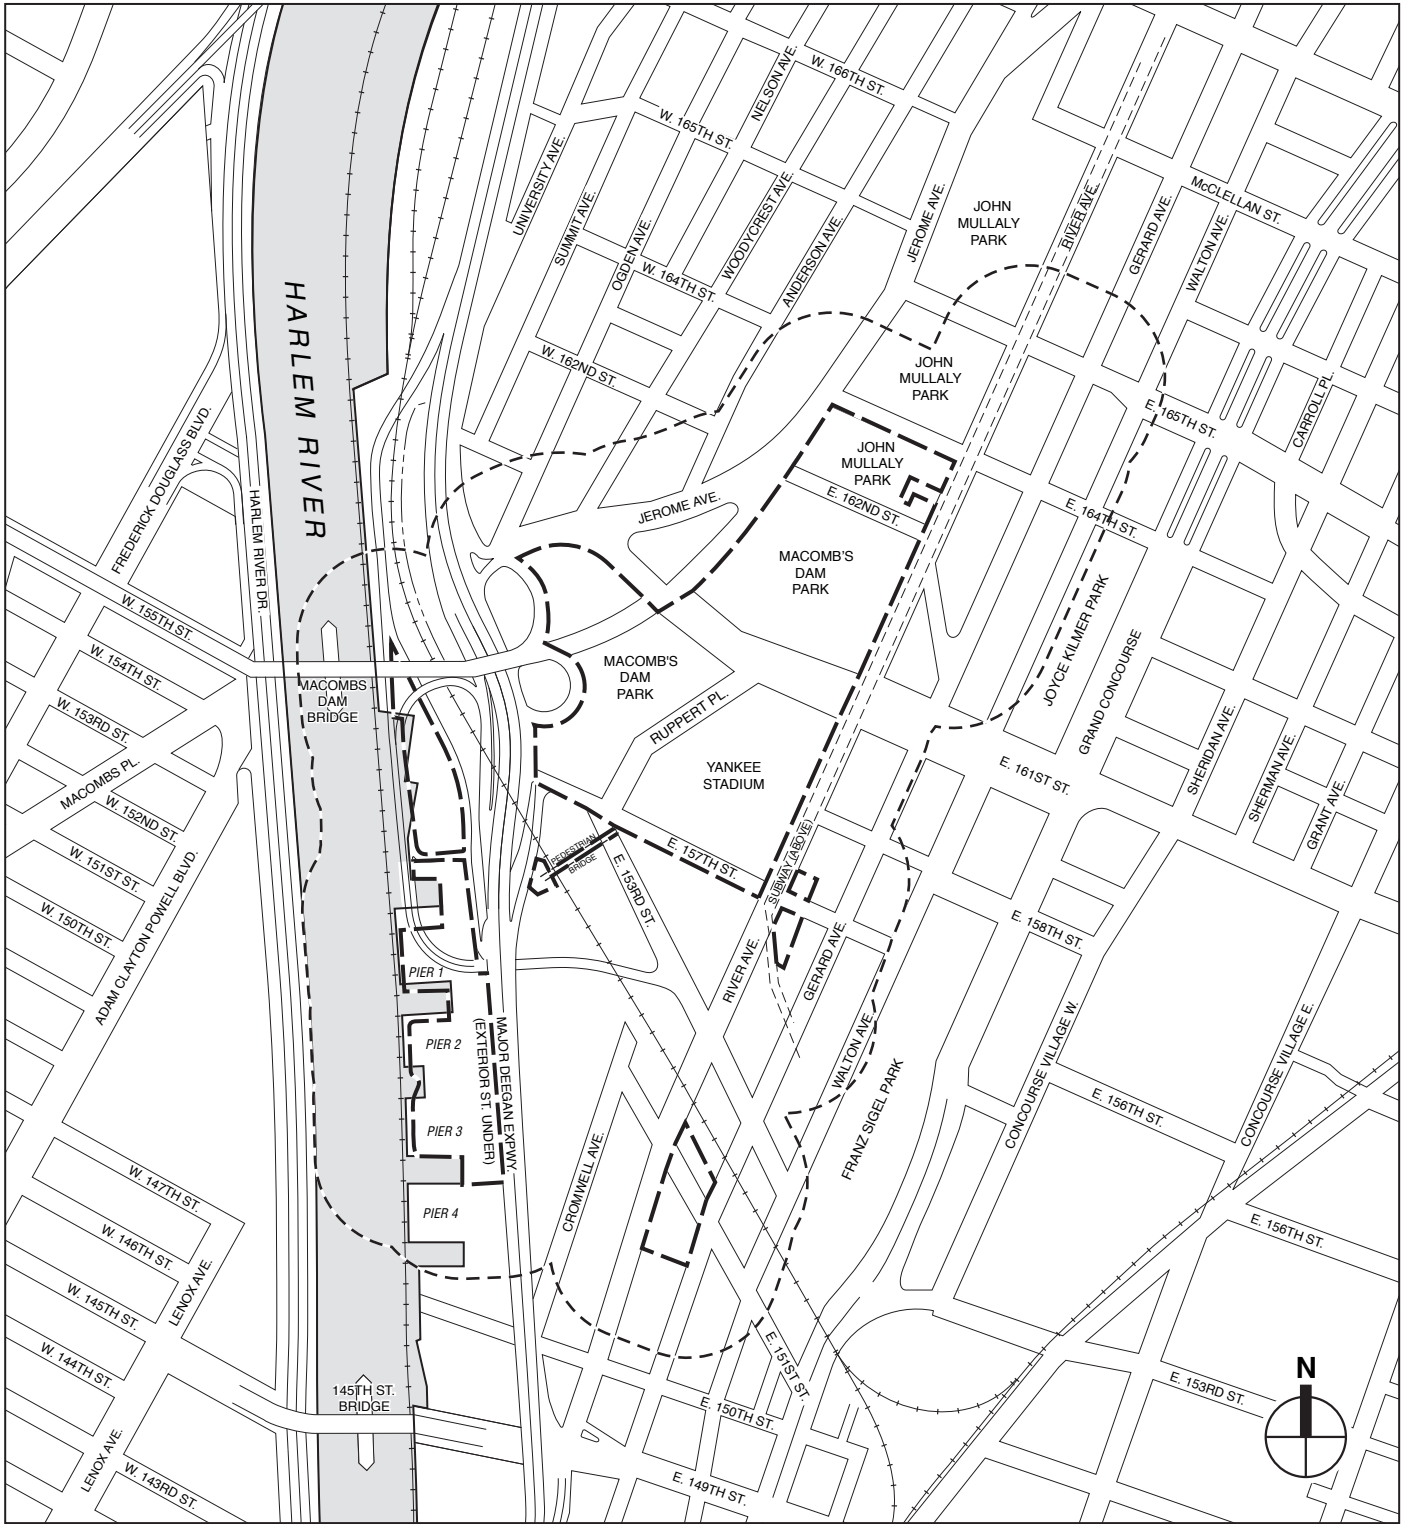 W. 166TH ST.
NELSON AVE.
W. 165TH ST.
UNIVERSITY AVE.
SUMMIT AVE.
OGDEN AVE.
WOODYCREST AVE.
ANDERSON AVE.
JEROME AVE.
JOHN
MULLALY
PARK
RIVER AVE.
GERARD AVE.
WALTON AVE.
McCLELLAN ST.
W. 164TH ST.
HARLEM RIVER
W. 162ND ST.
JOHN
MULLALY
PARK
E. 165TH ST.
CARROLL PL.
FREDERICK DOUGLASS BLVD.
HARLEM RIVER DR.
JOHN
MULLALY
PARK
E. 162ND ST.
JEROME AVE.
E. 164TH ST.
MACOMB'S
DAM
PARK
JOYCE KILMER PARK
GRAND CONCOURSE
W. 155TH ST.
W. 154TH ST.
W. 153RD ST.
MACOMBS PL.
W. 152ND ST.
W. 151ST ST.
W. 150TH ST.
ADAM CLAYTON POWELL BLVD.
MACOMBS
DAM
BRIDGE
MACOMB'S
DAM
PARK
RUPPERT PL.
YANKEE
STADIUM
E. 161ST ST.
SHERIDAN AVE.
SHERMAN AVE.
GRANT AVE.
PEDESTRIAN
BRIDGE
E. 157TH ST.
SUBWAY (ABOVE)
E. 153RD ST.
RIVER AVE.
GERARD AVE.
E. 158TH ST.
PIER 1
PIER 2
PIER 3
PIER 4
MAJOR DEEGAN EXPWY.
(EXTERIOR ST. UNDER)
WALTON AVE.
FRANZ SIGEL PARK
CONCOURSE VILLAGE W.
CONCOURSE VILLAGE E.
E. 156TH ST.
CROMWELL AVE.
E. 156TH ST.
W. 147TH ST.
W. 146TH ST.
W. 145TH ST.
W. 144TH ST.
LENOX AVE.
145TH ST.
BRIDGE
E. 151ST ST.
E. 150TH ST.
E. 149TH ST.
E. 153RD ST.
LENOX AVE.
W. 143RD ST.
N